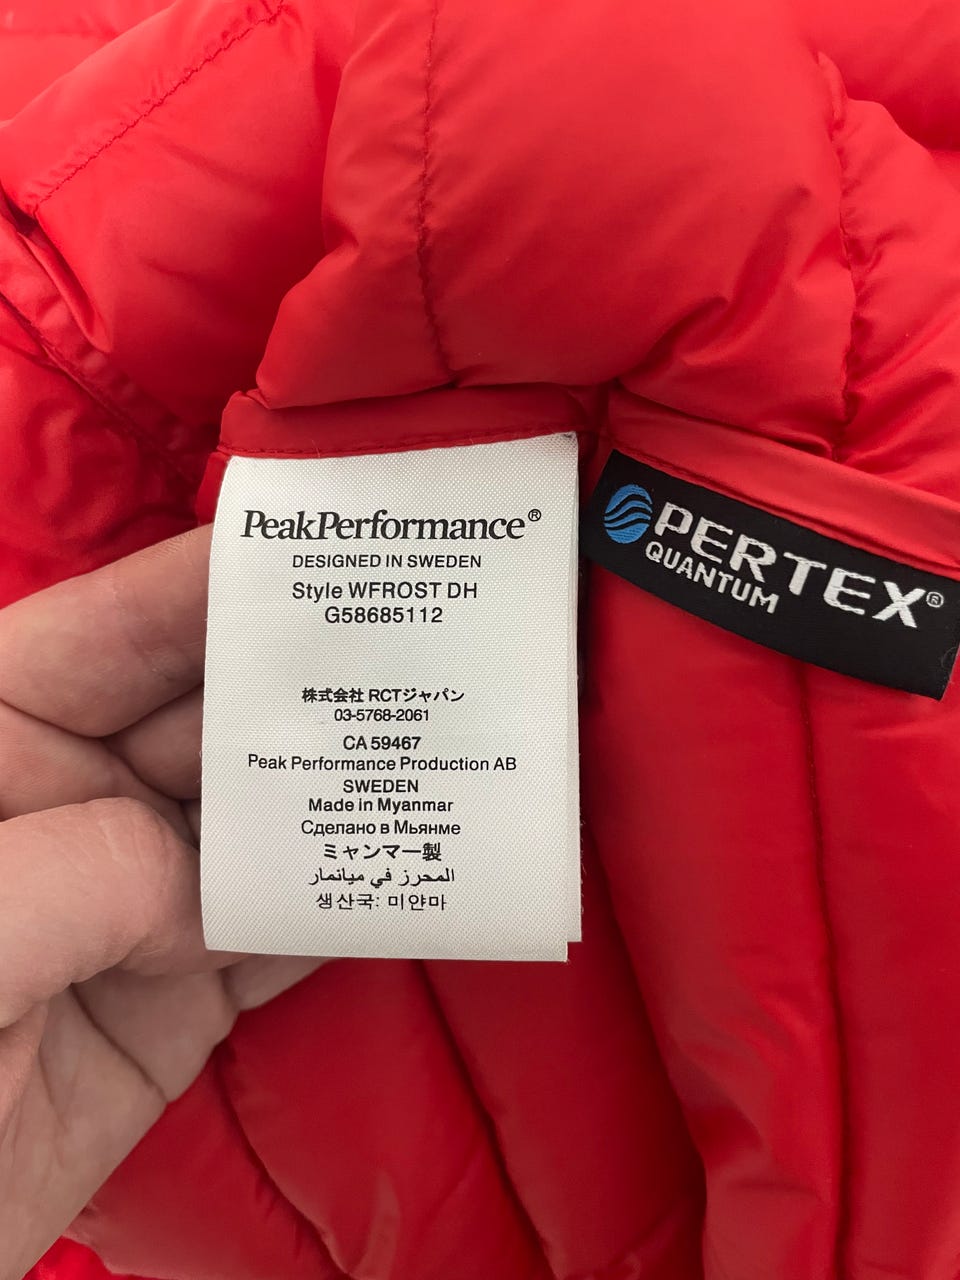 PeakPerformance®
DESIGNED IN SWEDEN
Style WFROST DH
G58685112
株式会社 RCTジャパン
03-5768-2061
CA 59467
Peak Performance Production AB
SWEDEN
Made in Myanmar
Сделано в Мьянме
ミャンマー製
المحرز في ميانمار
생산국: 미얀마
PERTEX®
QUANTUM